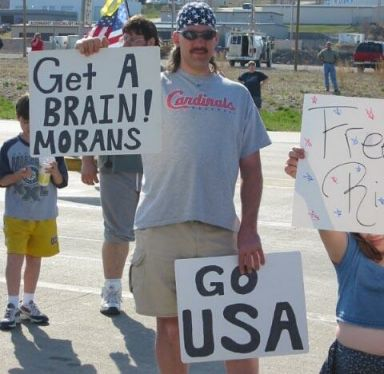 Get A
BRAIN!
MORANS
Cardinals
GO
USA